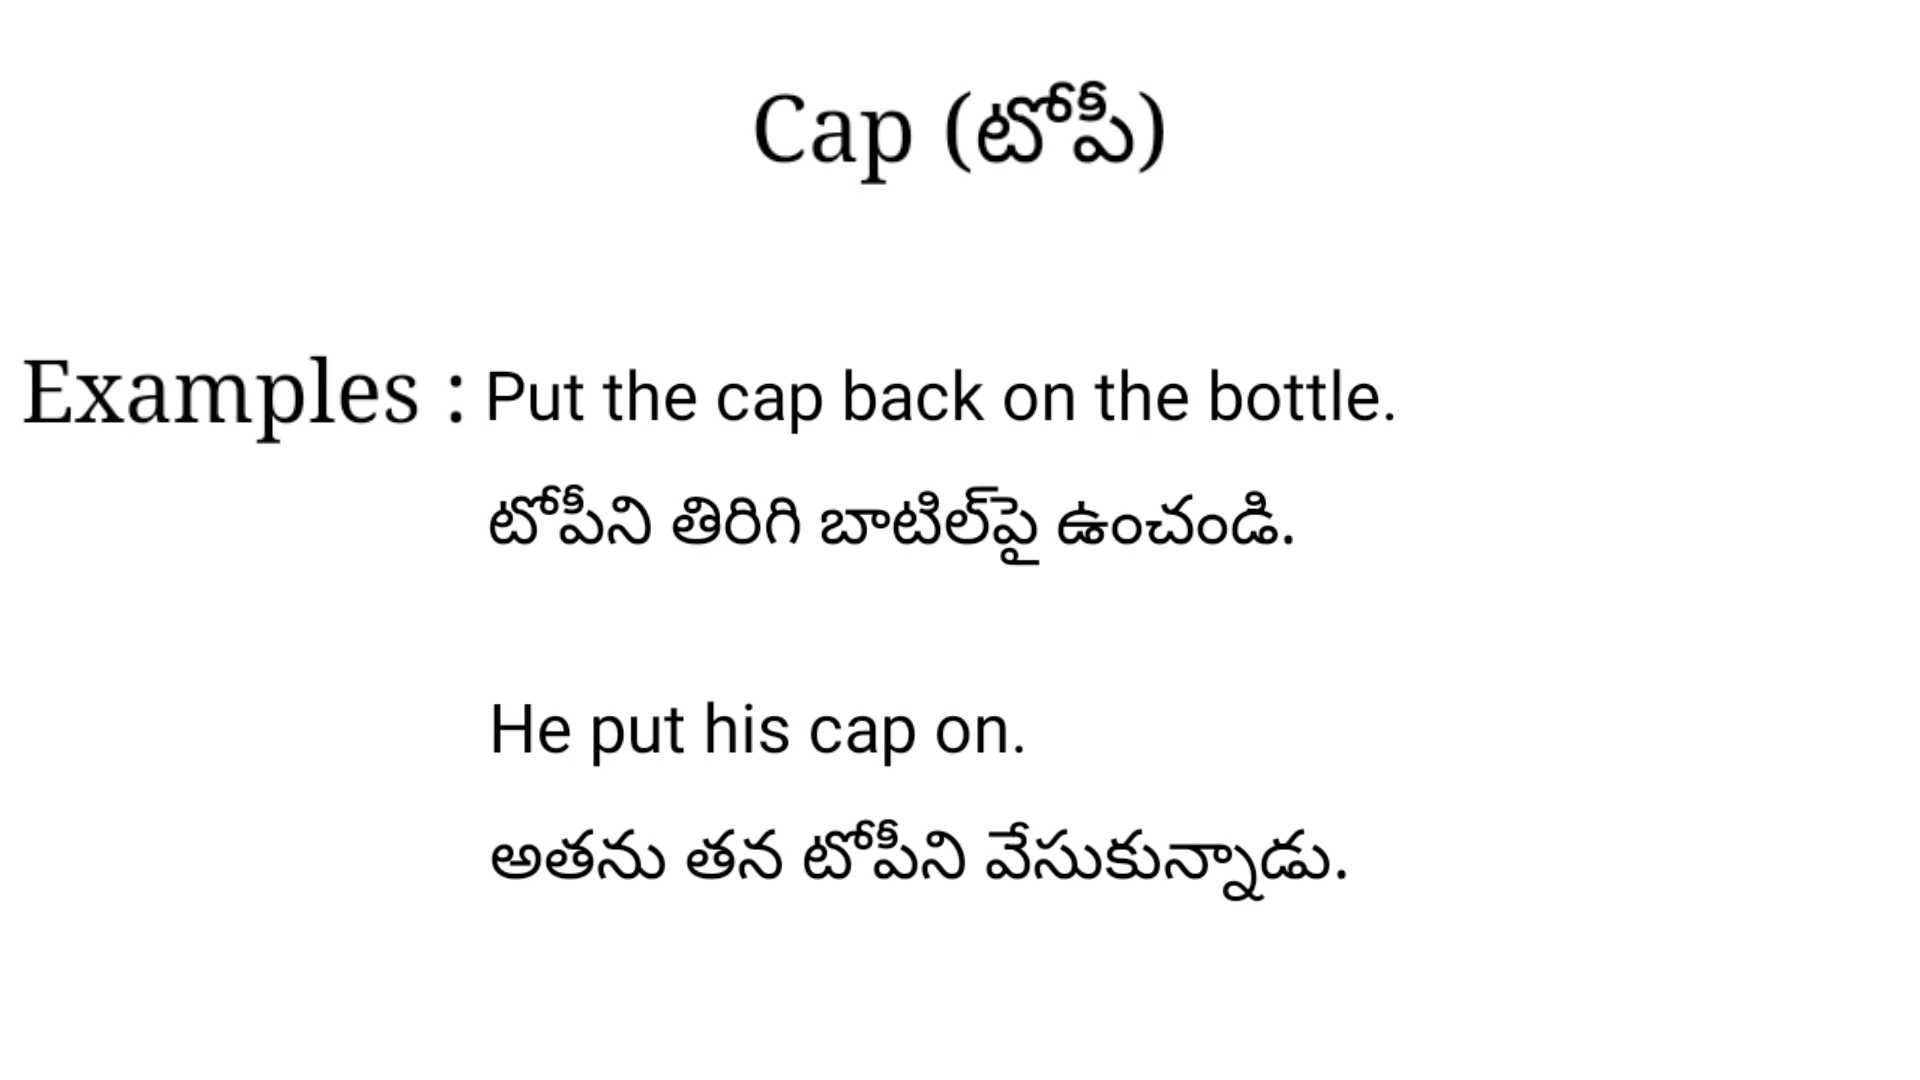 Cap (టోపీ)
Examples : Put the cap back on the bottle.
టోపీని తిరిగి బాటిల్‌పై ఉంచండి.
He put his cap on.
అతను తన టోపీని వేసుకున్నాడు.